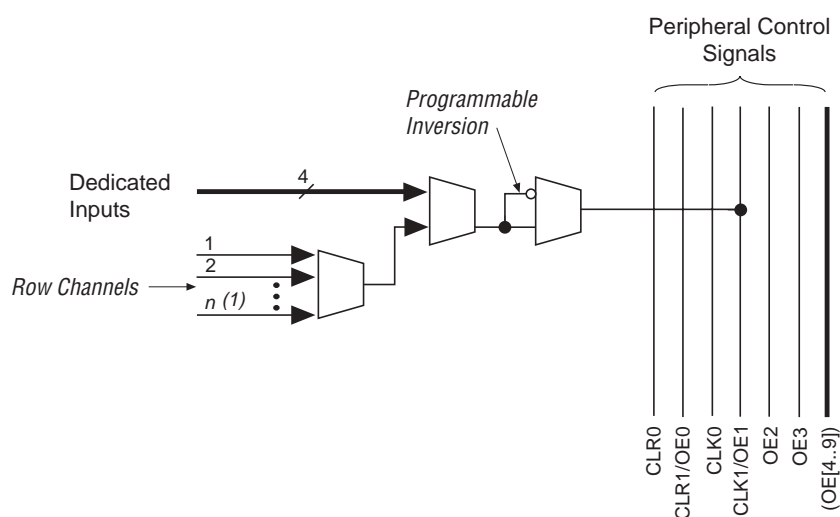 Peripheral Control
Signals
Programmable
Inversion
4
Dedicated
Inputs
1
2
Row Channels
n (1)
CLR0
CLR1/OE0
CLK0
CLK1/OE1
OE2
OE3
(OE[4..9])